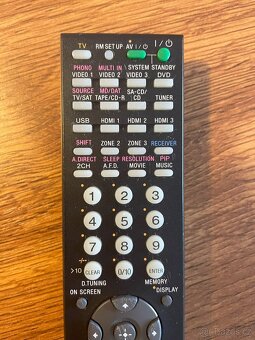 TV RM SET UP AV I/⏻ I/⏻
PHONO MULTI IN SYSTEM STANDBY
VIDEO 1 VIDEO 2 VIDEO 3 DVD
SOURCE MD/DAT SA-CD/
TV/SAT TAPE/CD-R CD TUNER
USB HDMI 1 HDMI 2 HDMI 3
SHIFT ZONE 2 ZONE 3 RECEIVER
A.DIRECT SLEEP RESOLUTION PIP
2CH A.F.D. MOVIE MUSIC
1 2 3
4 5 6
7 8 9
-/--
>10 CLEAR 0/10 ENTER
D.TUNING MEMORY
ON SCREEN DISPLAY